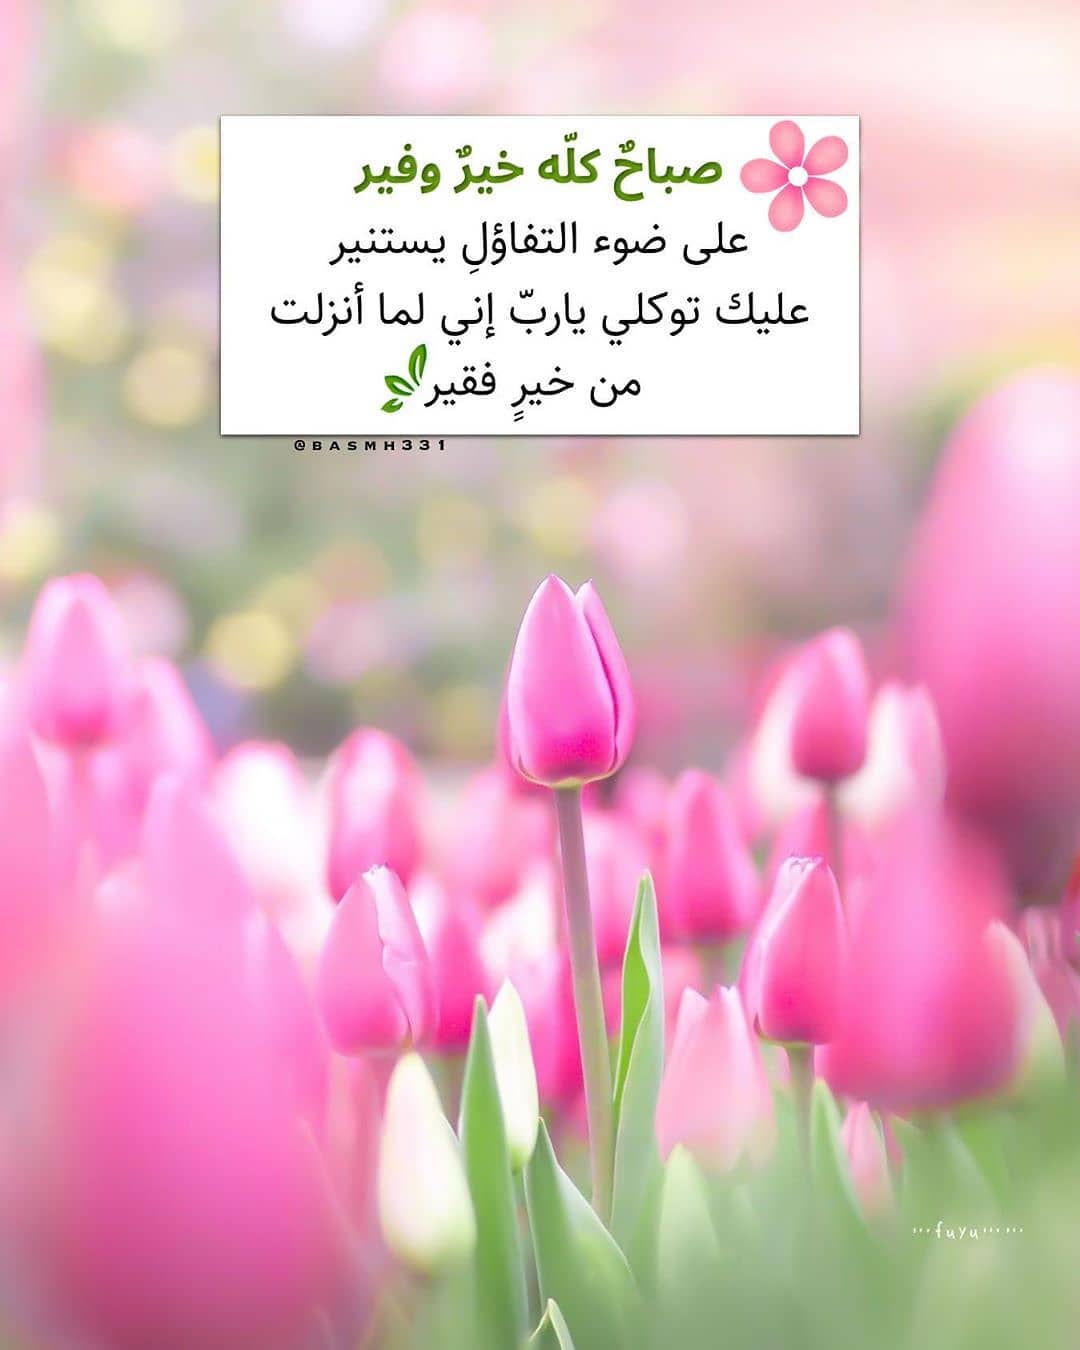 صباحٌ كلّه خيرٌ وفير
على ضوء التفاؤلِ يستنير
عليك توكلي ياربّ إني لما أنزلت
من خيرٍ فقير
@BASMH331
fuyu